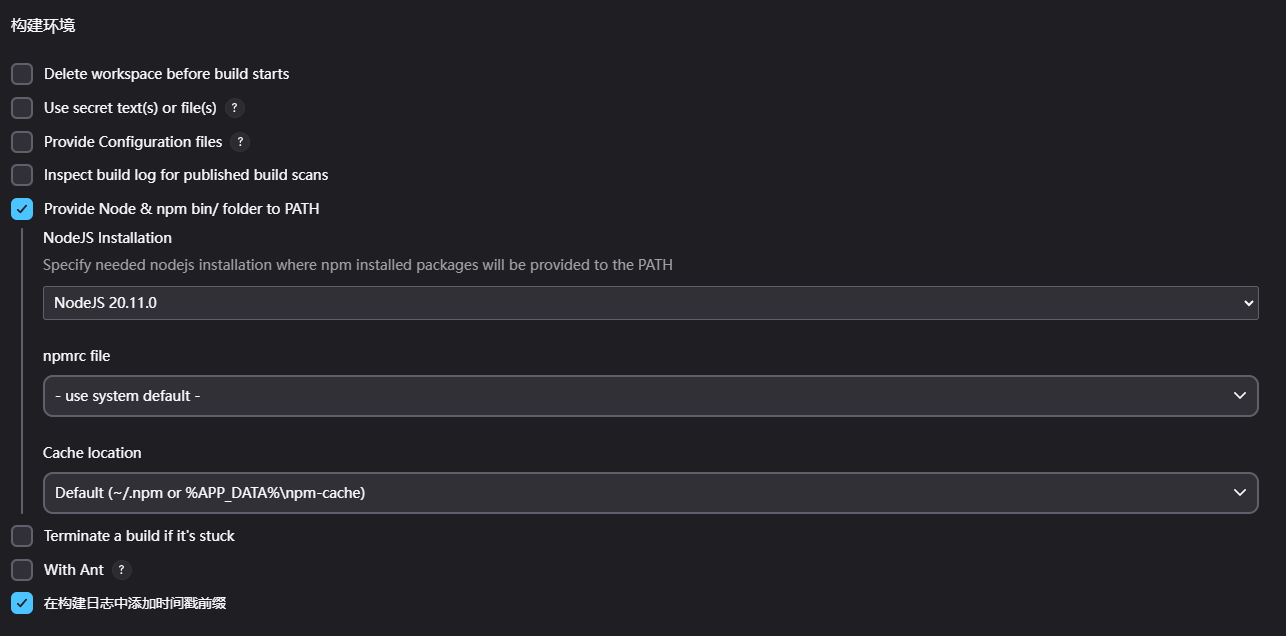 构建环境
Delete workspace before build starts
Use secret text(s) or file(s) ?
Provide Configuration files ?
Inspect build log for published build scans
Provide Node & npm bin/ folder to PATH
NodeJS Installation
Specify needed nodejs installation where npm installed packages will be provided to the PATH
NodeJS 20.11.0
npmrc file
- use system default -
Cache location
Default (~/.npm or %APP_DATA%\npm-cache)
Terminate a build if it's stuck
With Ant ?
在构建日志中添加时间戳前缀